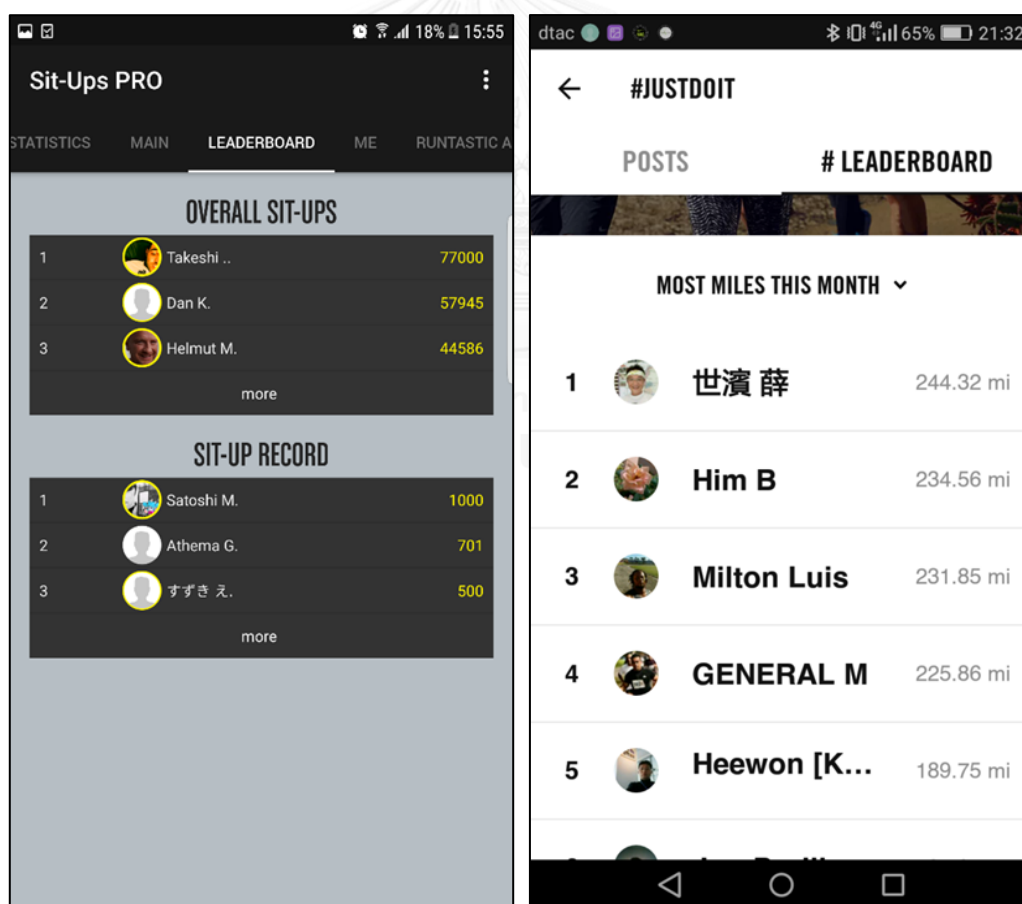 18% 15:55
Sit-Ups PRO
STATISTICS MAIN LEADERBOARD ME RUNTASTIC A
OVERALL SIT-UPS
1 Takeshi .. 77000
2 Dan K. 57945
3 Helmut M. 44586
more
SIT-UP RECORD
1 Satoshi M. 1000
2 Athema G. 701
3 すずき え. 500
more
dtac 4G 65% 21:32
#JUSTDOIT
POSTS # LEADERBOARD
MOST MILES THIS MONTH
1 世濱 薛 244.32 mi
2 Him B 234.56 mi
3 Milton Luis 231.85 mi
4 GENERAL M 225.86 mi
5 Heewon [K... 189.75 mi